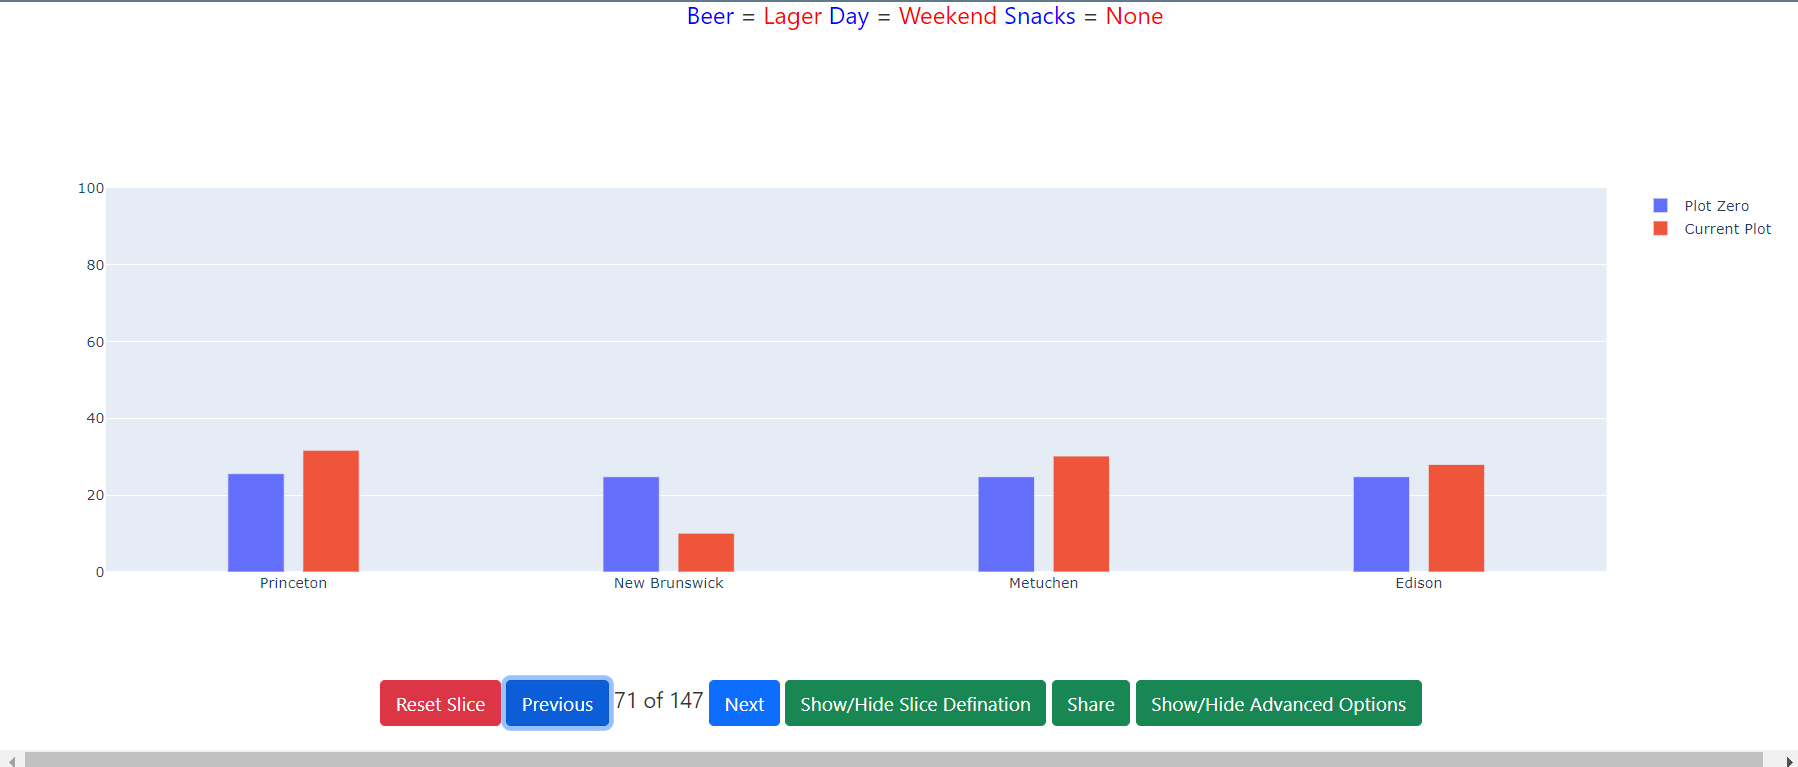 Beer = Lager Day = Weekend Snacks = None
100
80
60
40
20
0
Princeton New Brunswick Metuchen Edison
Plot Zero
Current Plot
Reset Slice Previous 71 of 147 Next Show/Hide Slice Defination Share Show/Hide Advanced Options